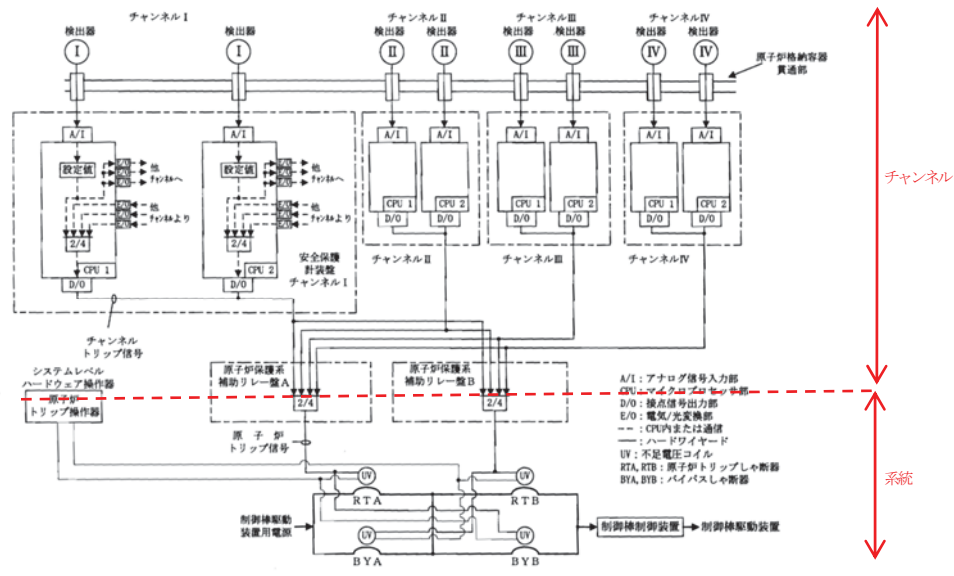 チャンネルⅠ
チャンネルⅡ
チャンネルⅢ
チャンネルⅣ
検出器
検出器
検出器
検出器
検出器
検出器
検出器
検出器
Ⅰ
Ⅰ
Ⅱ
Ⅱ
Ⅲ
Ⅲ
Ⅳ
Ⅳ
原子炉格納容器
貫通部
A/I
A/I
A/I
A/I
A/I
A/I
A/I
A/I
設定値
E/O
E/O
E/O
他
チャンネルへ
E/O
E/O
E/O
他
チャンネルより
2/4
CPU 1
D/O
設定値
E/O
E/O
E/O
他
チャンネルへ
E/O
E/O
E/O
他
チャンネルより
2/4
CPU 2
D/O
安全保護
計装盤
チャンネルⅠ
CPU 1
CPU 2
D/O
D/O
チャンネルⅡ
CPU 1
CPU 2
D/O
D/O
チャンネルⅢ
CPU 1
CPU 2
D/O
D/O
チャンネルⅣ
チャンネル
チャンネル
トリップ信号
システムレベル
ハードウェア操作器
原子炉
トリップ操作器
原子炉保護系
補助リレー盤A
2/4
原子炉保護系
補助リレー盤B
2/4
原子炉
トリップ信号
A/I：アナログ信号入力部
CPU：マイクロプロセッサ部
D/O：接点信号出力部
E/O：電気/光変換部
---：CPU内または通信
──：ハードワイヤード
UV：不足電圧コイル
RTA, RTB：原子炉トリップしゃ断器
BYA, BYB：バイパスしゃ断器
系統
UV
RTA
UV
RTB
制御棒駆動
装置用電源
UV
BYA
UV
BYB
制御棒制御装置
制御棒駆動装置